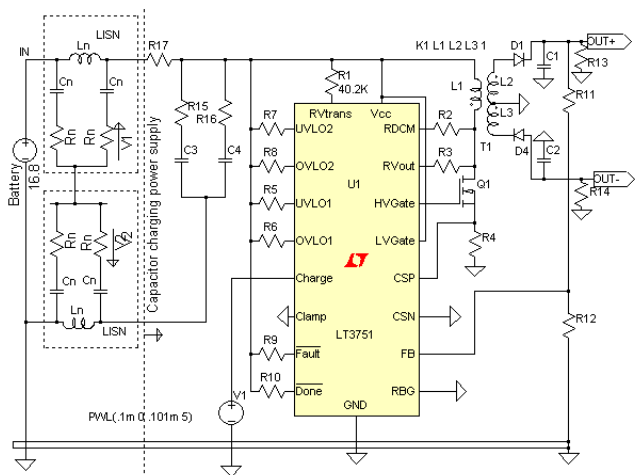 LISN
IN
Ln
R17
K1 L1 L2 L3 1
D1
OUT+
Cn
Cn
R1
40.2K
L1
L2
C1
R13
R15
R16
RVtrans
Vcc
L3
R11
Rn
Rn
V1
R7
UVLO2
RDCM
R2
T1
C3
C4
D4
C2
OUT-
Battery
16.8
R8
OVLO2
U1
RVout
R3
Q1
R14
R5
UVLO1
HVGate
Capacitor charging power supply
Rn
Rn
V2
R6
OVLO1
LVGate
R4
Cn
Cn
Charge
CSP
Ln
LISN
Clamp
LT3751
CSN
R12
R9
Fault
FB
R10
Done
RBG
V1
PWL(.1m 0 .101m 5)
GND